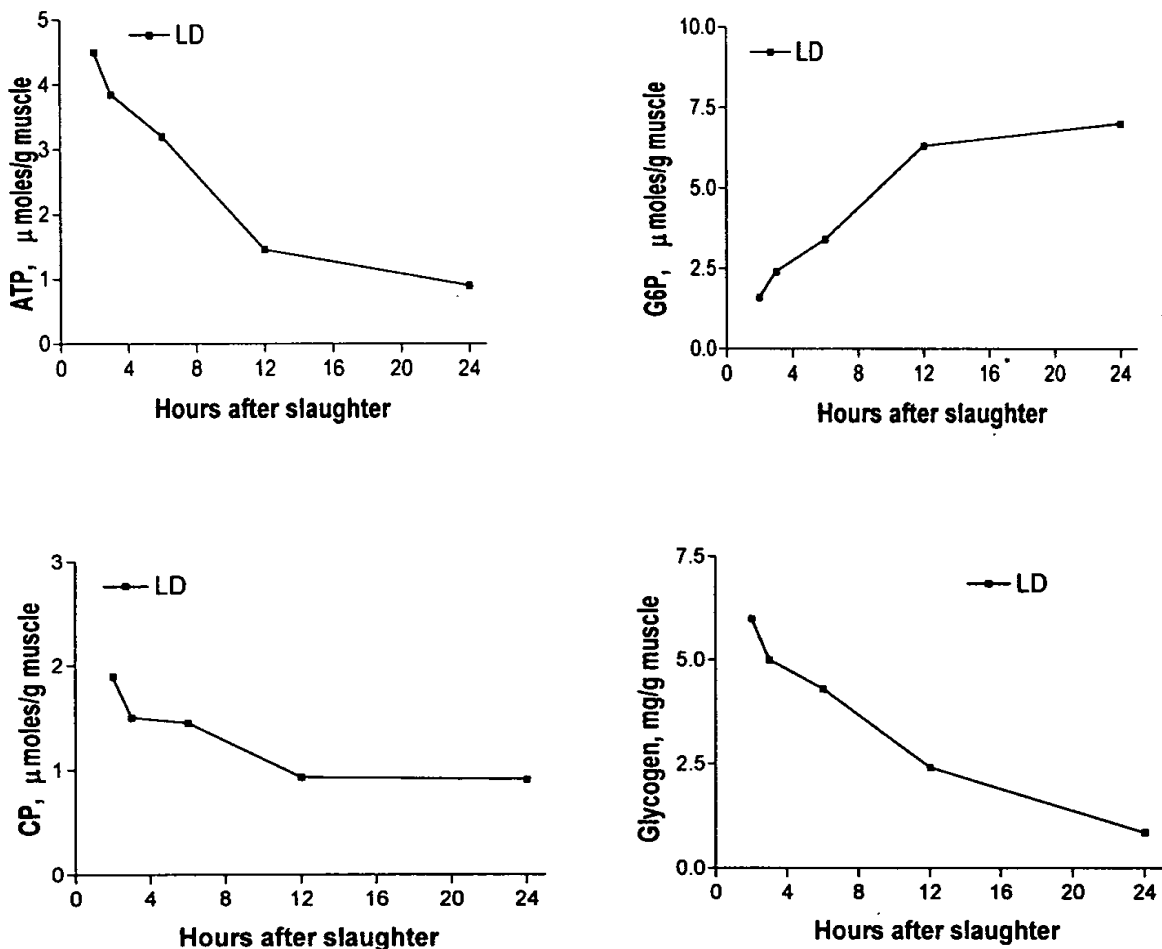 LD
ATP, μ moles/g muscle
5
4
3
2
1
0
0 4 8 12 16 20 24
Hours after slaughter
LD
G6P, μ moles/g muscle
10.0
7.5
5.0
2.5
0.0
0 4 8 12 16 20 24
Hours after slaughter
LD
CP, μ moles/g muscle
3
2
1
0
0 4 8 12 16 20 24
Hours after slaughter
LD
Glycogen, mg/g muscle
7.5
5.0
2.5
0.0
0 4 8 12 16 20 24
Hours after slaughter